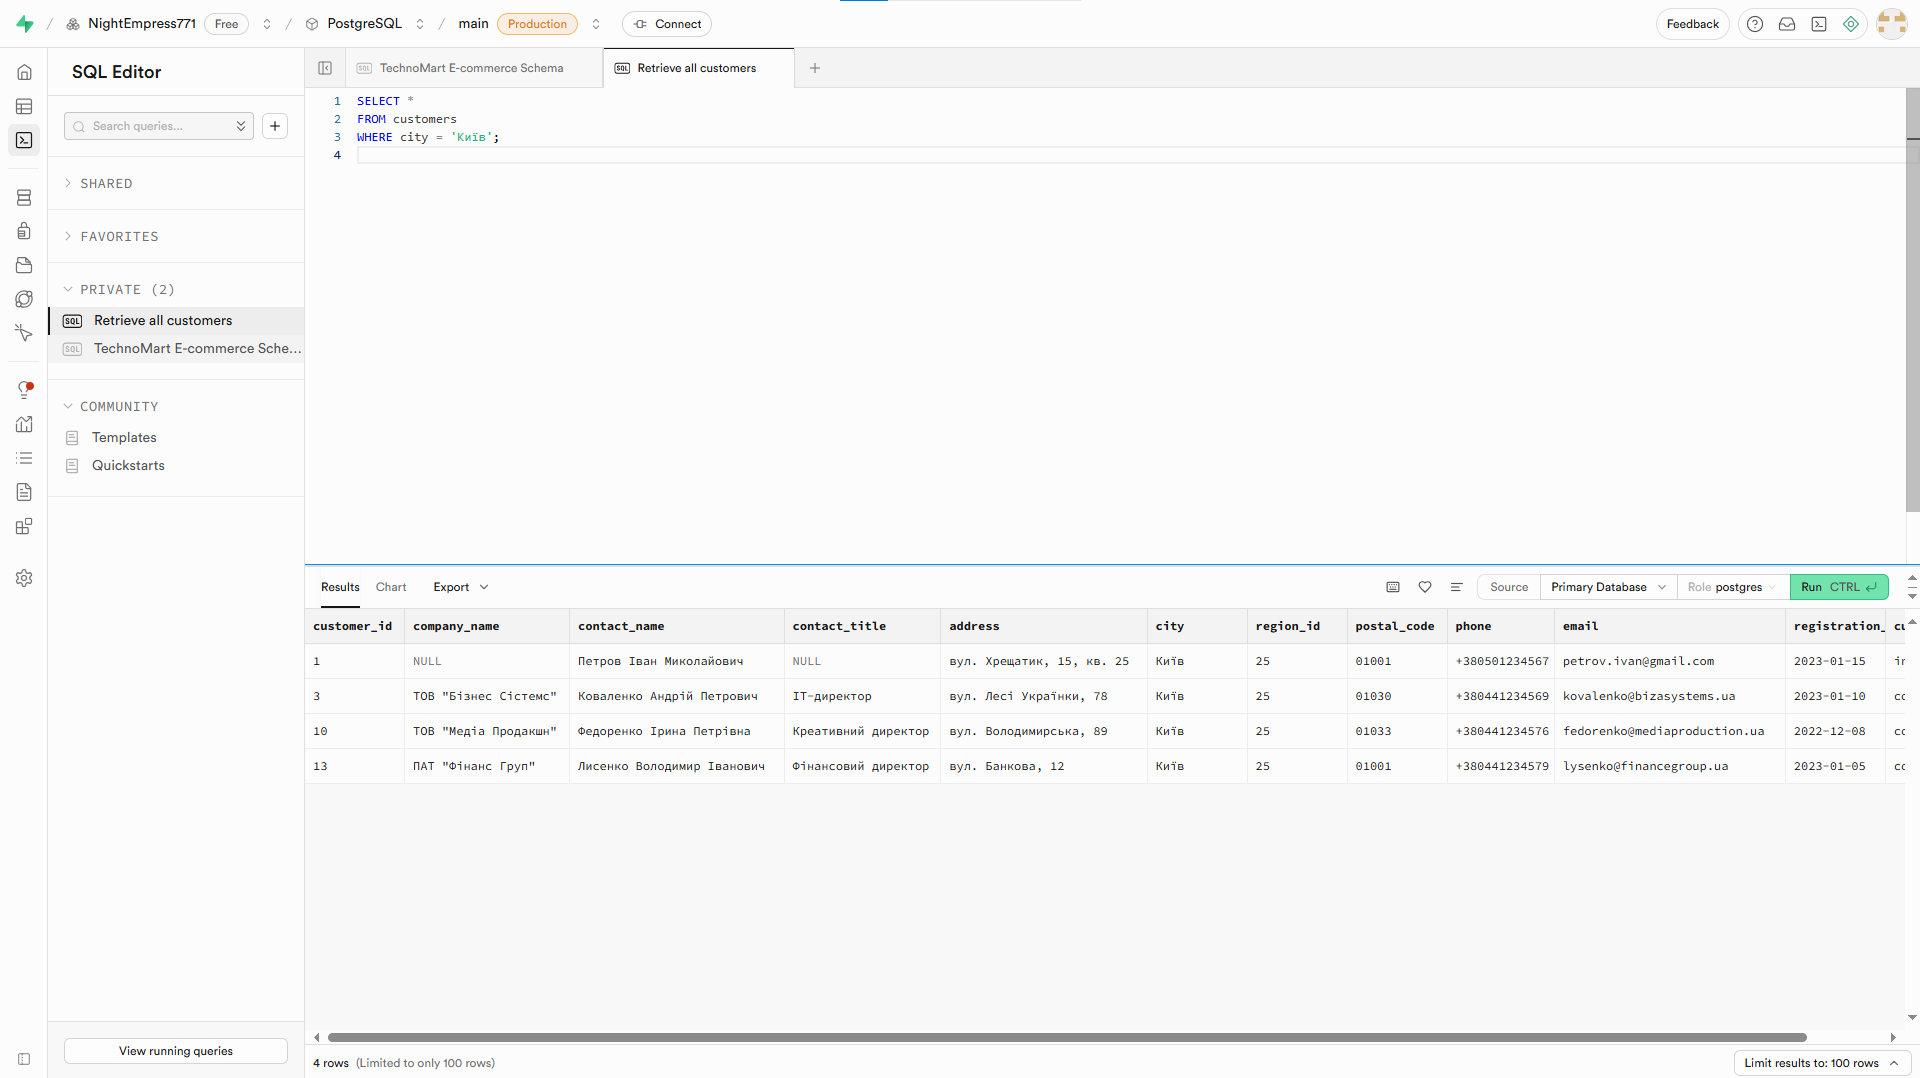 NightEmpress771 Free PostgreSQL main Production Connect Feedback
SQL Editor
Search queries...
SHARED
FAVORITES
PRIVATE (2)
SQL Retrieve all customers
SQL TechnoMart E-commerce Sche...
COMMUNITY
Templates
Quickstarts
View running queries
SQL TechnoMart E-commerce Schema SQL Retrieve all customers
1 SELECT *
2 FROM customers
3 WHERE city = 'Київ';
4
Results Chart Export Source Primary Database Role postgres Run CTRL
customer_id company_name contact_name contact_title address city region_id postal_code phone email registration_
1 NULL Петров Іван Миколайович NULL вул. Хрещатик, 15, кв. 25 Київ 25 01001 +380501234567 petrov.ivan@gmail.com 2023-01-15
3 ТОВ "Бізнес Сістемс" Коваленко Андрій Петрович ІТ-директор вул. Лесі Українки, 78 Київ 25 01030 +380441234569 kovalenko@bizasystems.ua 2023-01-10
10 ТОВ "Медіа Продакшн" Федоренко Ірина Петрівна Креативний директор вул. Володимирська, 89 Київ 25 01033 +380441234576 fedorenko@mediaproduction.ua 2022-12-08
13 ПАТ "Фінанс Груп" Лисенко Володимир Іванович Фінансовий директор вул. Банкова, 12 Київ 25 01001 +380441234579 lysenko@financegroup.ua 2023-01-05
4 rows (Limited to only 100 rows) Limit results to: 100 rows